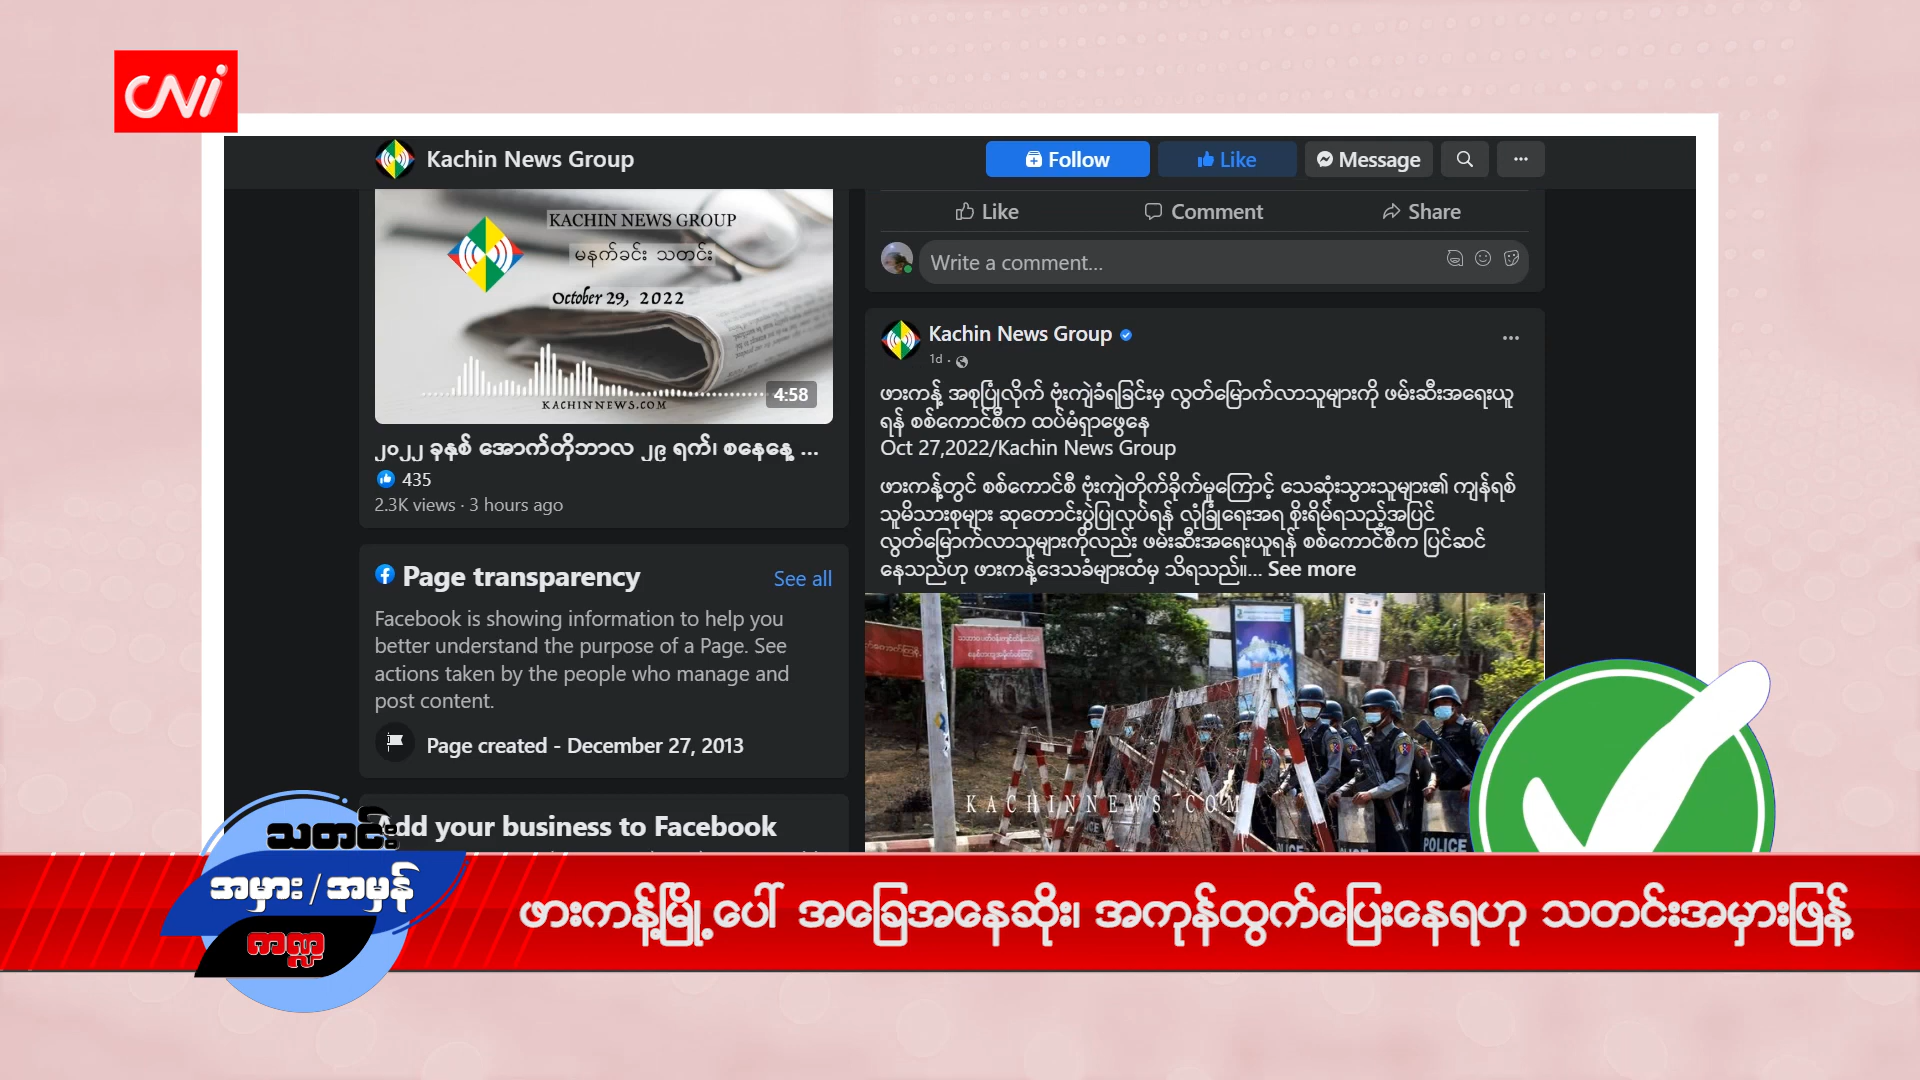 CNi
Kachin News Group
Follow
Like
Message
KACHIN NEWS GROUP
မနက်ခင်း သတင်း
October 29, 2022
KACHINNEWS.COM
4:58
၂၀၂၂ ခုနှစ် အောက်တိုဘာလ ၂၉ ရက်၊ စနေနေ့ ...
435
2.3K views · 3 hours ago
Page transparency
See all
Facebook is showing information to help you
better understand the purpose of a Page. See
actions taken by the people who manage and
post content.
Page created - December 27, 2013
Add your business to Facebook
Like
Comment
Share
Write a comment...
Kachin News Group
1d
ဖားကန့် အစုပြုံလိုက် ဗုံးကျဲခံရခြင်းမှ လွတ်မြောက်လာသူများကို ဖမ်းဆီးအရေးယူ
ရန် စစ်ကောင်စီက ထပ်မံရှာဖွေနေ
Oct 27,2022/Kachin News Group
ဖားကန့်တွင် စစ်ကောင်စီ ဗုံးကျဲတိုက်ခိုက်မှုကြောင့် သေဆုံးသွားသူများ၏ ကျန်ရစ်
သူမိသားစုများ ဆုတောင်းပွဲပြုလုပ်ရန် လုံခြုံရေးအရ စိုးရိမ်ရသည့်အပြင်
လွတ်မြောက်လာသူများကိုလည်း ဖမ်းဆီးအရေးယူရန် စစ်ကောင်စီက ပြင်ဆင်
နေသည်ဟု ဖားကန့်ဒေသခံများထံမှ သိရသည်။... See more
KACHINNEWS.COM
POLICE
သတင်း
အမှား / အမှန်
ကဏ္ဍ
ဖားကန့်မြို့ပေါ် အခြေအနေဆိုး၊ အကုန်ထွက်ပြေးနေရဟု သတင်းအမှားဖြန့်